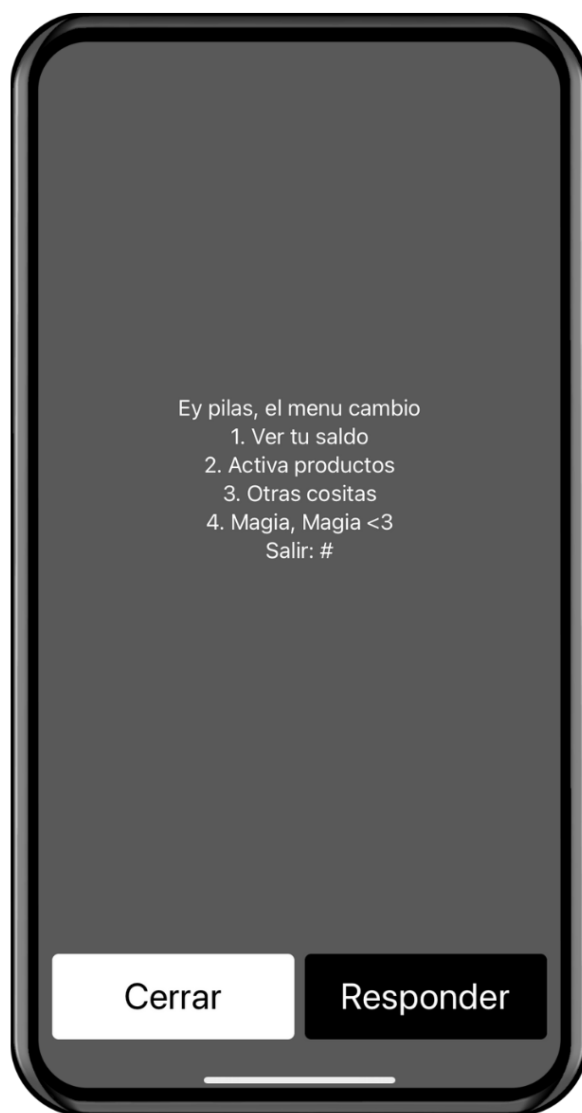 Ey pilas, el menu cambio
1. Ver tu saldo
2. Activa productos
3. Otras cositas
4. Magia, Magia <3
Salir: #
Cerrar
Responder